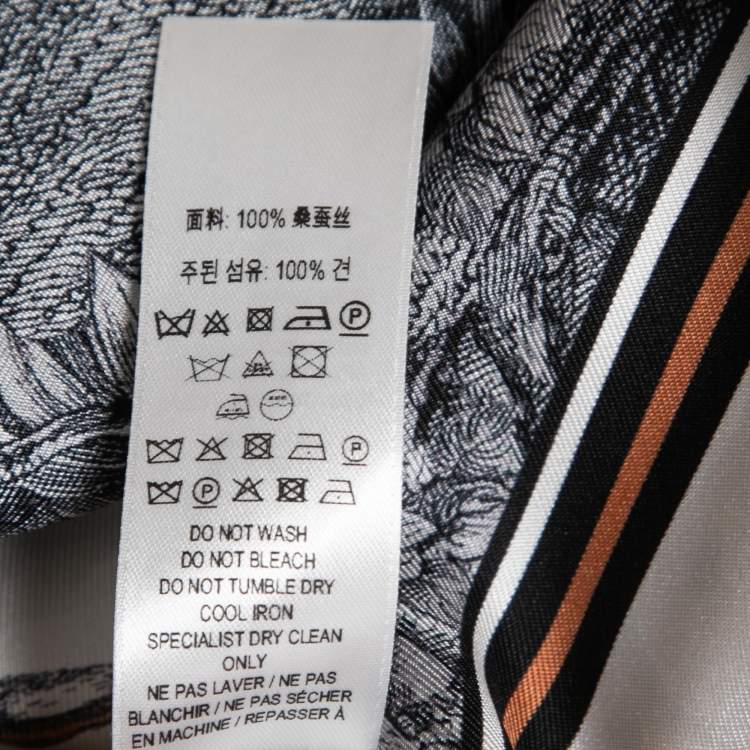 面料: 100% 桑蚕丝
주된 섬유: 100% 견
P
P
P
DO NOT WASH
DO NOT BLEACH
DO NOT TUMBLE DRY
COOL IRON
SPECIALIST DRY CLEAN
ONLY
NE PAS LAVER / NE PAS
BLANCHIR / NE PAS SÉCHER
EN MACHINE / REPASSER À